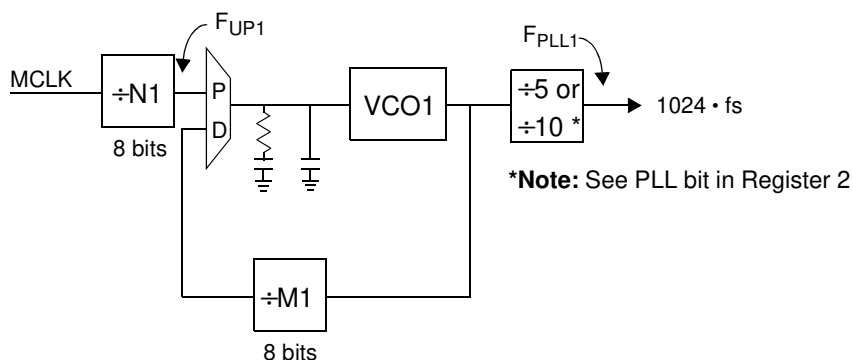 F_UP1
F_PLL1
MCLK
÷N1
P
D
VCO1
÷5 or
÷10 *
1024 • fs
8 bits
*Note: See PLL bit in Register 2
÷M1
8 bits